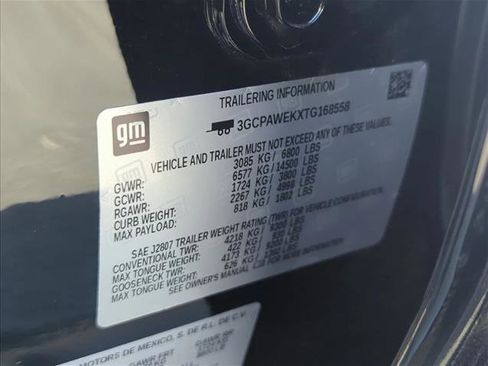 TRAILERING INFORMATION
gm
3GCPAWEKXTG168558
VEHICLE AND TRAILER MUST NOT EXCEED ANY OF THESE VALUES.
GVWR: 3085 KG / 6800 LBS
GCWR: 6577 KG / 14500 LBS
RGAWR: 1724 KG / 3800 LBS
CURB WEIGHT: 2267 KG / 4998 LBS
MAX PAYLOAD: 818 KG / 1802 LBS
SAE J2807 TRAILER WEIGHT RATING (TWR) FOR VEHICLE CONFIGURATION
CONVENTIONAL TWR: 4218 KG / 9300 LBS
MAX TONGUE WEIGHT: 422 KG / 930 LBS
GOOSENECK TWR: 4173 KG / 9200 LBS
MAX TONGUE WEIGHT: 626 KG / LBS
SEE OWNER'S MANUAL FOR MORE INFORMATION
MOTORS DE MEXICO, S. DE R.L. DE C.V.
GAWR FRT GAWR RR